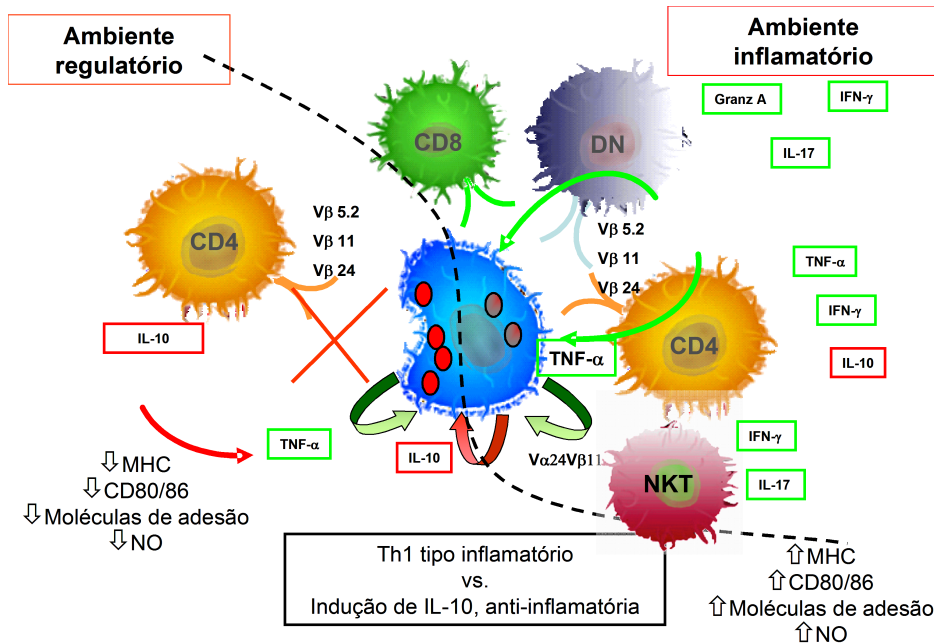 Ambiente
regulatório
Ambiente
inflamatório
Granz A
IFN-γ
IL-17
CD8
DN
CD4
Vβ 5.2
Vβ 11
Vβ 24
Vβ 5.2
Vβ 11
Vβ 24
TNF-α
IFN-γ
IL-10
IL-10
CD4
TNF-α
TNF-α
IL-10
Vα24Vβ11
NKT
IFN-γ
IL-17
MHC
CD80/86
Moléculas de adesão
NO
Th1 tipo inflamatório
vs.
Indução de IL-10, anti-inflamatória
MHC
CD80/86
Moléculas de adesão
NO